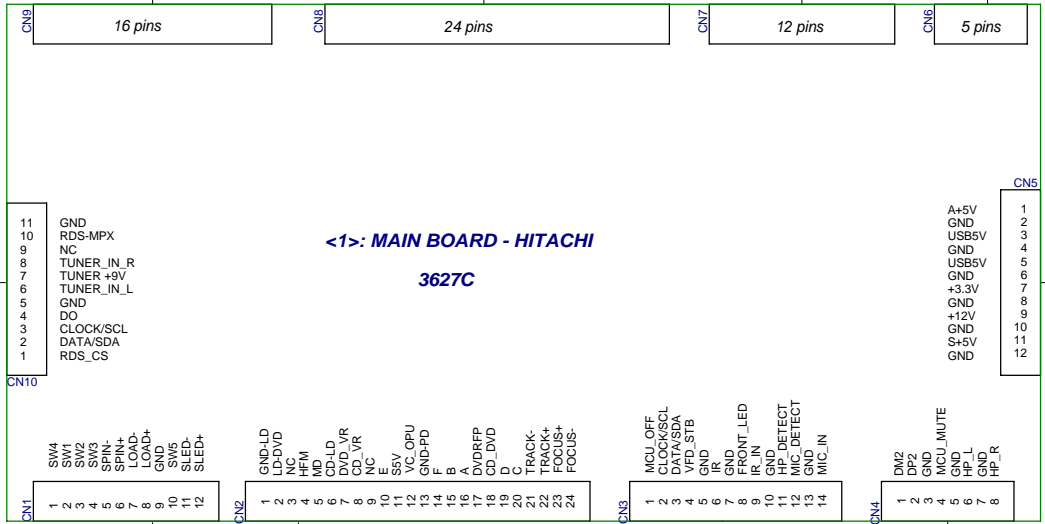 CN9 16 pins
CN8 24 pins
CN7 12 pins
CN6 5 pins
<1>: MAIN BOARD - HITACHI
3627C
11 GND
10 RDS-MPX
9 NC
8 TUNER_IN_R
7 TUNER +9V
6 TUNER_IN_L
5 GND
4 DO
3 CLOCK/SCL
2 DATA/SDA
1 RDS_CS
CN10
CN5
A+5V 1
GND 2
USB5V 3
GND 4
USB5V 5
GND 6
+3.3V 7
GND 8
+12V 9
GND 10
S+5V 11
GND 12
CN1
1 SW4
2 SW1
3 SW2
4 SW3
5 SPIN-
6 SPIN+
7 LOAD-
8 LOAD+
9 GND
10 SW5
11 SLED-
12 SLED+
CN2
1 GND-LD
2 LD-DVD
3 NC
4 HFM
5 MD
6 CD-LD
7 DVD_VR
8 CD_VR
9 NC
10 E
11 S5V
12 VC_OPU
13 GND-PD
14 F
15 B
16 A
17 DVDRFP
18 CD_DVD
19 D
20 C
21 TRACK-
22 TRACK+
23 FOCUS+
24 FOCUS-
CN3
1 MCU_OFF
2 CLOCK/SCL
3 DATA/SDA
4 VFD_STB
5 GND
6 IR
7 GND
8 FRONT_LED
9 IR_IN
10 GND
11 HP_DETECT
12 MIC_DETECT
13 GND
14 MIC_IN
CN4
1 DM2
2 DP2
3 GND
4 MCU_MUTE
5 GND
6 HP_L
7 GND
8 HP_R